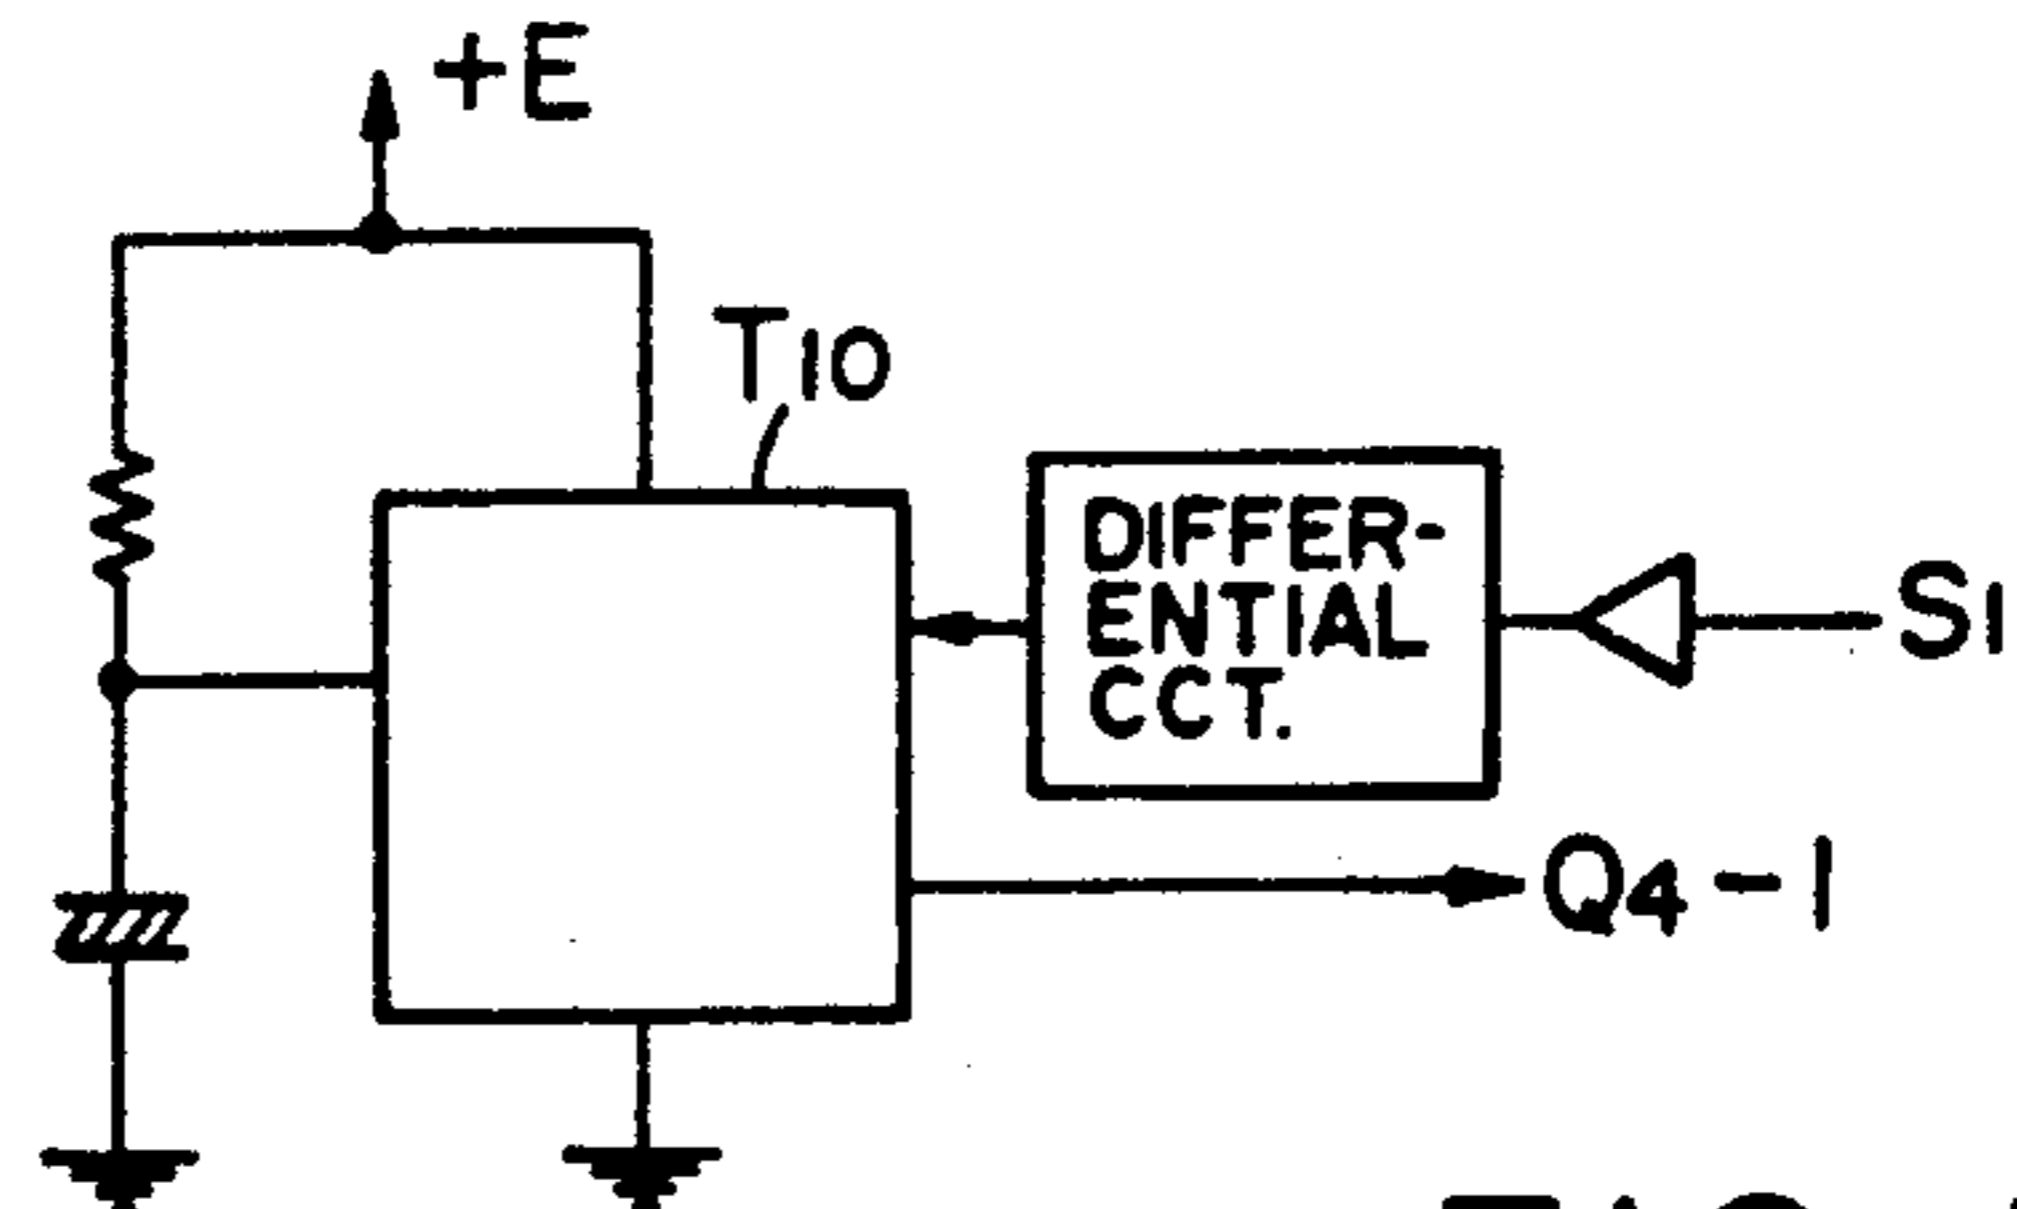 +E
T10
DIFFER-
ENTIAL
CCT.
S1
Q4-1